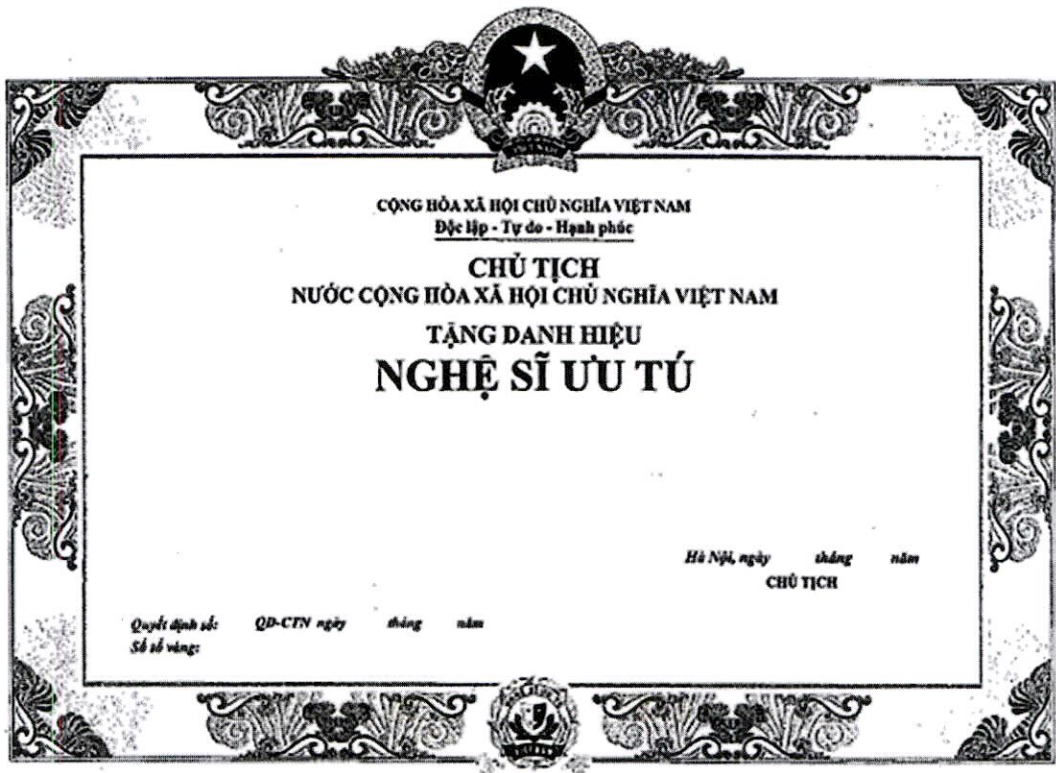 CỘNG HÒA XÃ HỘI CHỦ NGHĨA VIỆT NAM
Độc lập - Tự do - Hạnh phúc
CHỦ TỊCH
NƯỚC CỘNG HÒA XÃ HỘI CHỦ NGHĨA VIỆT NAM
TẶNG DANH HIỆU
NGHỆ SĨ ƯU TÚ
Hà Nội, ngày tháng năm
CHỦ TỊCH
Quyết định số: QĐ-CTN ngày tháng năm
Số sổ vàng: